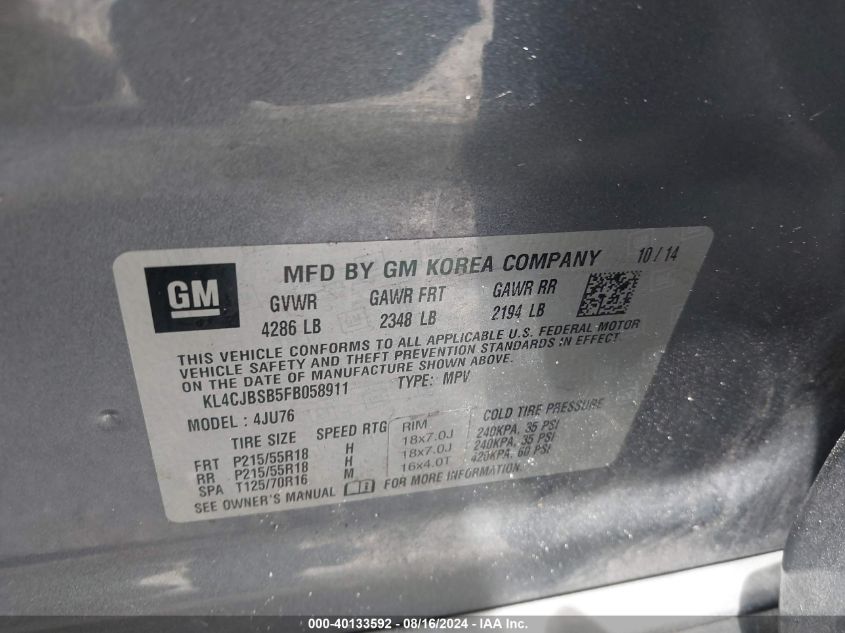 GM
MFD BY GM KOREA COMPANY 10/14
GVWR GAWR FRT GAWR RR
4286 LB 2348 LB 2194 LB
THIS VEHICLE CONFORMS TO ALL APPLICABLE U.S. FEDERAL MOTOR
VEHICLE SAFETY AND THEFT PREVENTION STANDARDS IN EFFECT
ON THE DATE OF MANUFACTURE SHOWN ABOVE.
KL4CJBSB5FB058911 TYPE: MPV
MODEL : 4JU76
TIRE SIZE SPEED RTG RIM COLD TIRE PRESSURE
FRT P215/55R18 H 18x7.0J 240KPA, 35 PSI
RR P215/55R18 H 18x7.0J 240KPA, 35 PSI
SPA T125/70R16 M 16x4.0T 420KPA, 60 PSI
SEE OWNER'S MANUAL FOR MORE INFORMATION.
000-40133592 - 08/16/2024 - IAA Inc.